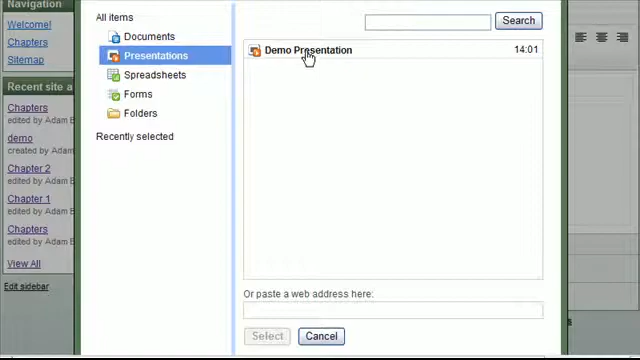 Navigation
Welcome!
Chapters
Sitemap
Recent site a
Chapters
edited by Adam B
demo
created by Adam B
Chapter 2
edited by Adam B
Chapter 1
edited by Adam B
Chapters
edited by Adam B
View All
Edit sidebar
All items
Documents
Presentations
Spreadsheets
Forms
Folders
Recently selected
Search
Demo Presentation 14:01
Or paste a web address here:
Select Cancel